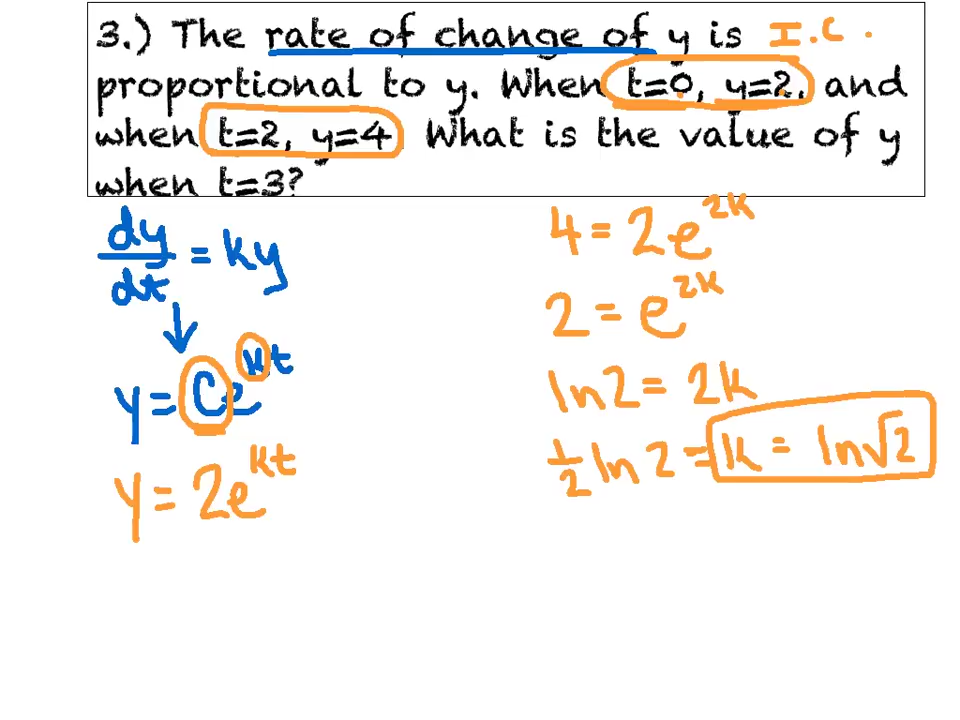 3.) The rate of change of y is I.C.
proportional to y. When t=0, y=2, and
when t=2, y=4 What is the value of y
when t=3?
dy/dt = ky
y = Ce^kt
y = 2e^kt
4 = 2e^2k
2 = e^2k
ln2 = 2k
1/2 ln 2 = k = ln√2